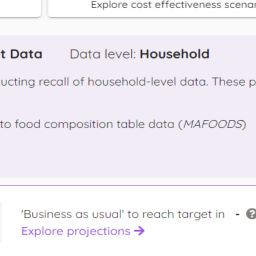 Explore cost effectiveness scenar
t Data Data level: Household
ucting recall of household-level data. These p
to food composition table data (MAFOODS)
'Business as usual' to reach target in - ?
Explore projections →